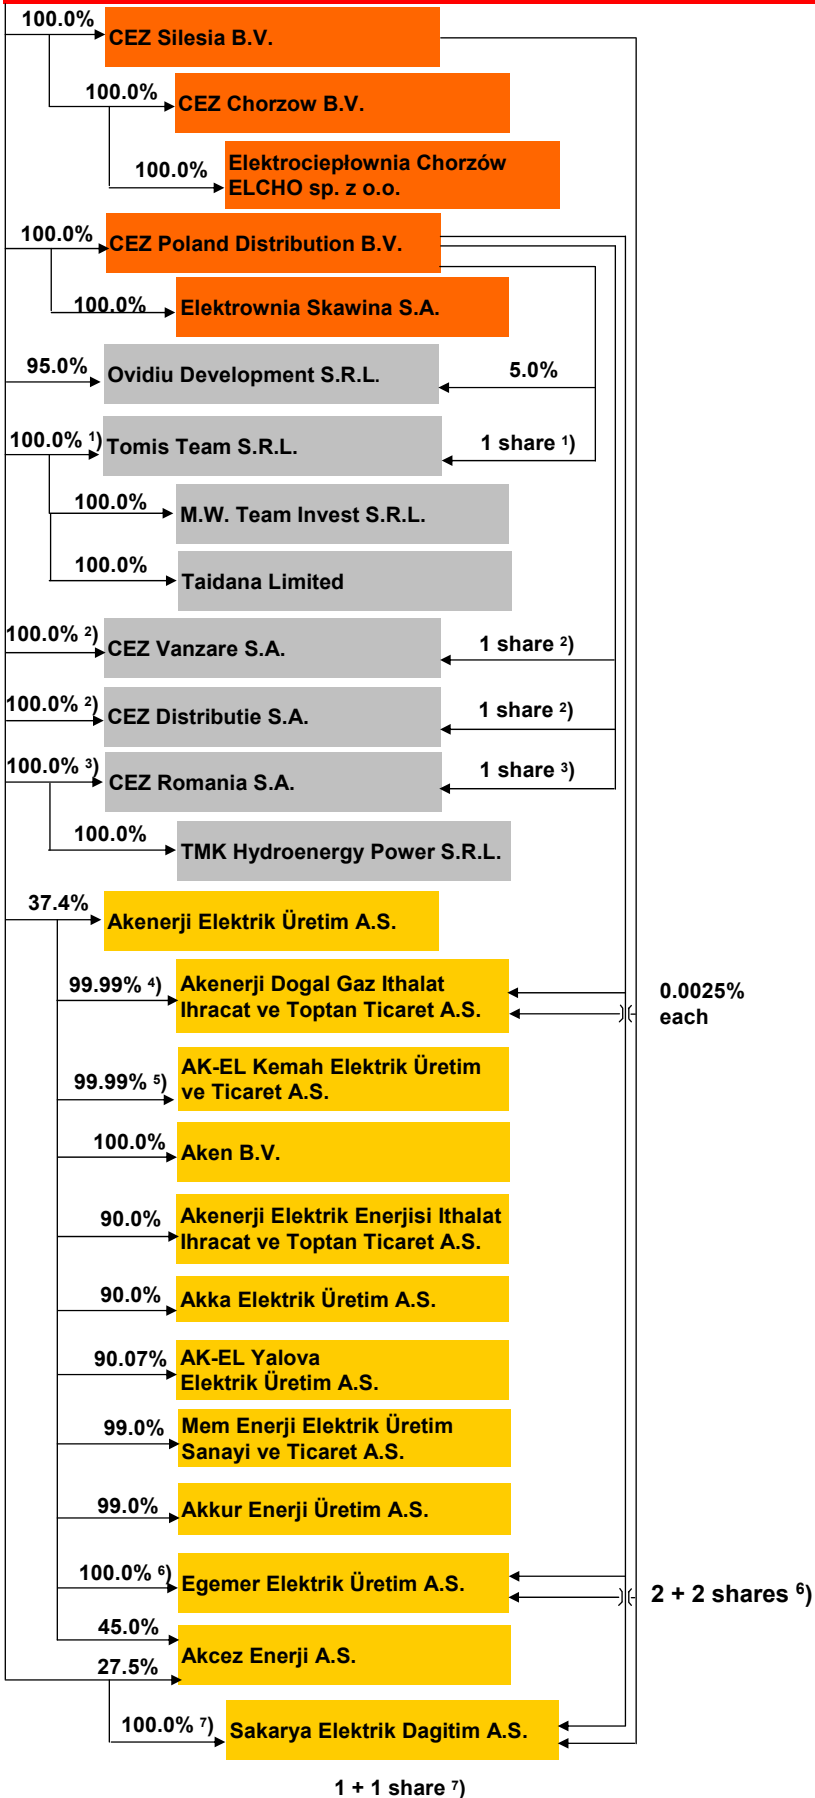 100.0%
CEZ Silesia B.V.
100.0%
CEZ Chorzow B.V.
100.0%
Elektrociepłownia Chorzów
ELCHO sp. z o.o.
100.0%
CEZ Poland Distribution B.V.
100.0%
Elektrownia Skawina S.A.
95.0%
Ovidiu Development S.R.L.
5.0%
100.0% ¹)
Tomis Team S.R.L.
1 share ¹)
100.0%
M.W. Team Invest S.R.L.
100.0%
Taidana Limited
100.0% ²)
CEZ Vanzare S.A.
1 share ²)
100.0% ²)
CEZ Distributie S.A.
1 share ²)
100.0% ³)
CEZ Romania S.A.
1 share ³)
100.0%
TMK Hydroenergy Power S.R.L.
37.4%
Akenerji Elektrik Üretim A.S.
99.99% ⁴)
Akenerji Dogal Gaz Ithalat
Ihracat ve Toptan Ticaret A.S.
0.0025%
each
99.99% ⁵)
AK-EL Kemah Elektrik Üretim
ve Ticaret A.S.
100.0%
Aken B.V.
90.0%
Akenerji Elektrik Enerjisi Ithalat
Ihracat ve Toptan Ticaret A.S.
90.0%
Akka Elektrik Üretim A.S.
90.07%
AK-EL Yalova
Elektrik Üretim A.S.
99.0%
Mem Enerji Elektrik Üretim
Sanayi ve Ticaret A.S.
99.0%
Akkur Enerji Üretim A.S.
100.0% ⁶)
Egemer Elektrik Üretim A.S.
2 + 2 shares ⁶)
45.0%
Akcez Enerji A.S.
27.5%
100.0% ⁷)
Sakarya Elektrik Dagitim A.S.
1 + 1 share ⁷)